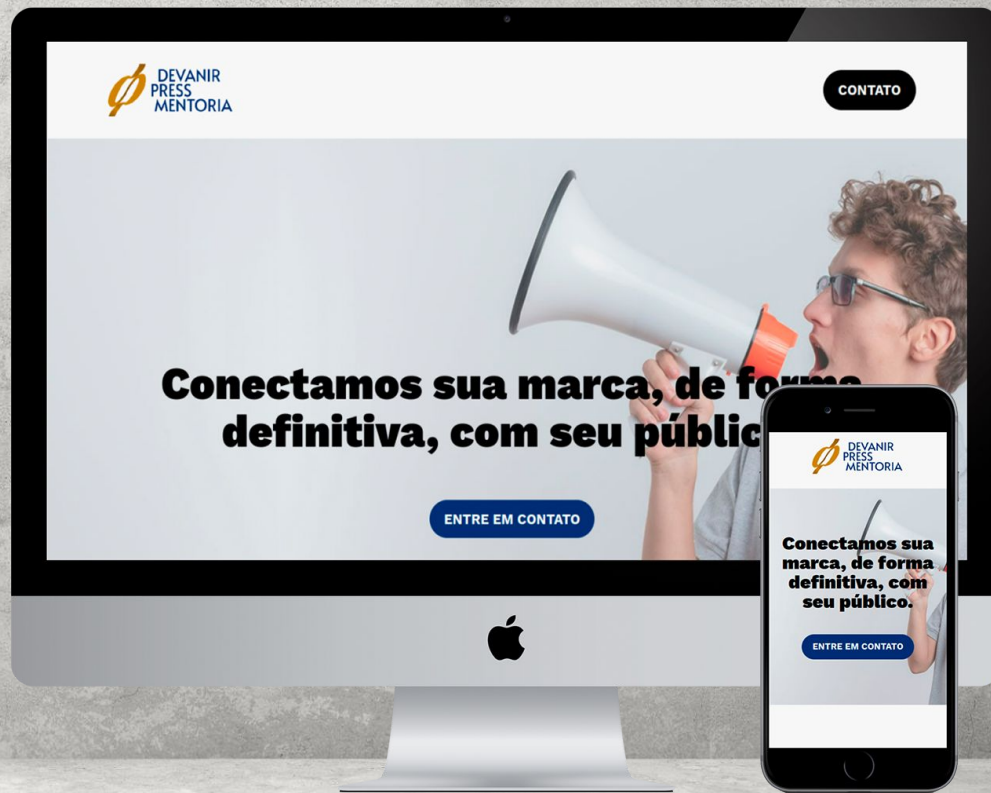 DEVANIR
PRESS
MENTORIA
CONTATO
Conectamos sua marca, de forma
definitiva, com seu públic
ENTRE EM CONTATO
DEVANIR
PRESS
MENTORIA
Conectamos sua
marca, de forma
definitiva, com
seu público.
ENTRE EM CONTATO